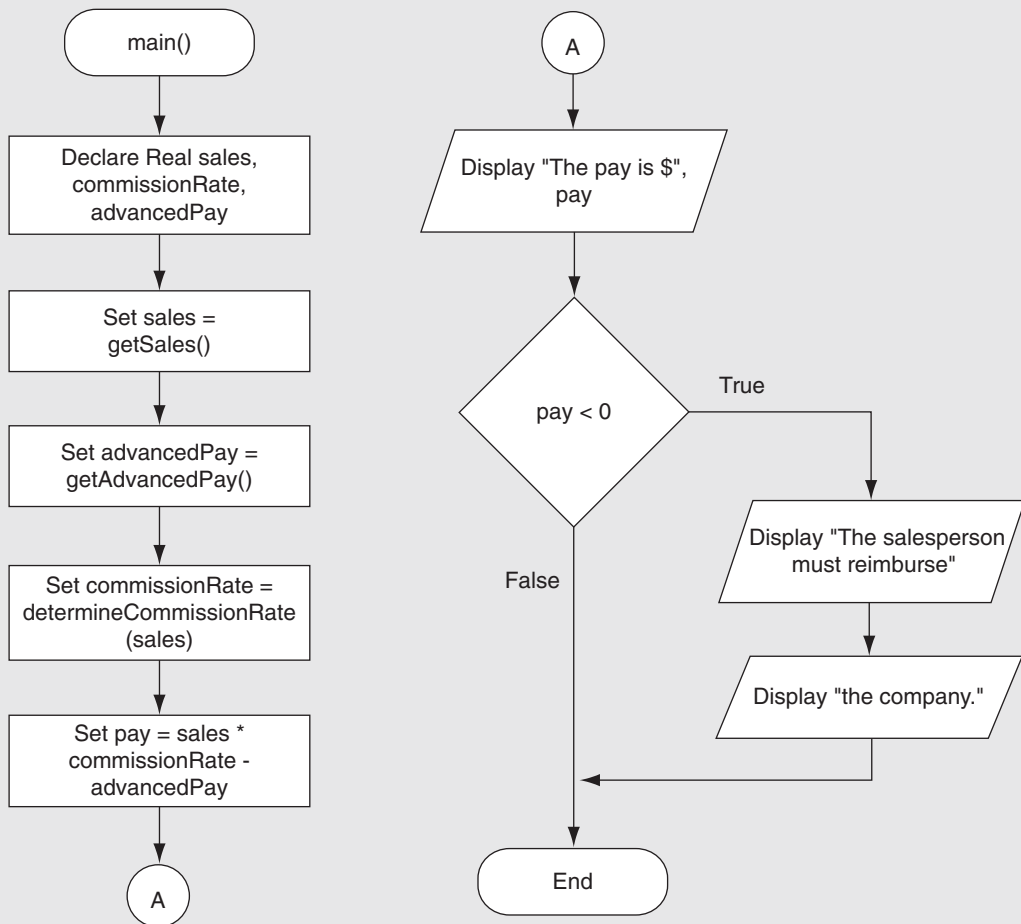 main()
Declare Real sales,
commissionRate,
advancedPay
Set sales =
getSales()
Set advancedPay =
getAdvancedPay()
Set commissionRate =
determineCommissionRate
(sales)
Set pay = sales *
commissionRate -
advancedPay
A
A
Display "The pay is $",
pay
pay < 0
True
False
Display "The salesperson
must reimburse"
Display "the company."
End